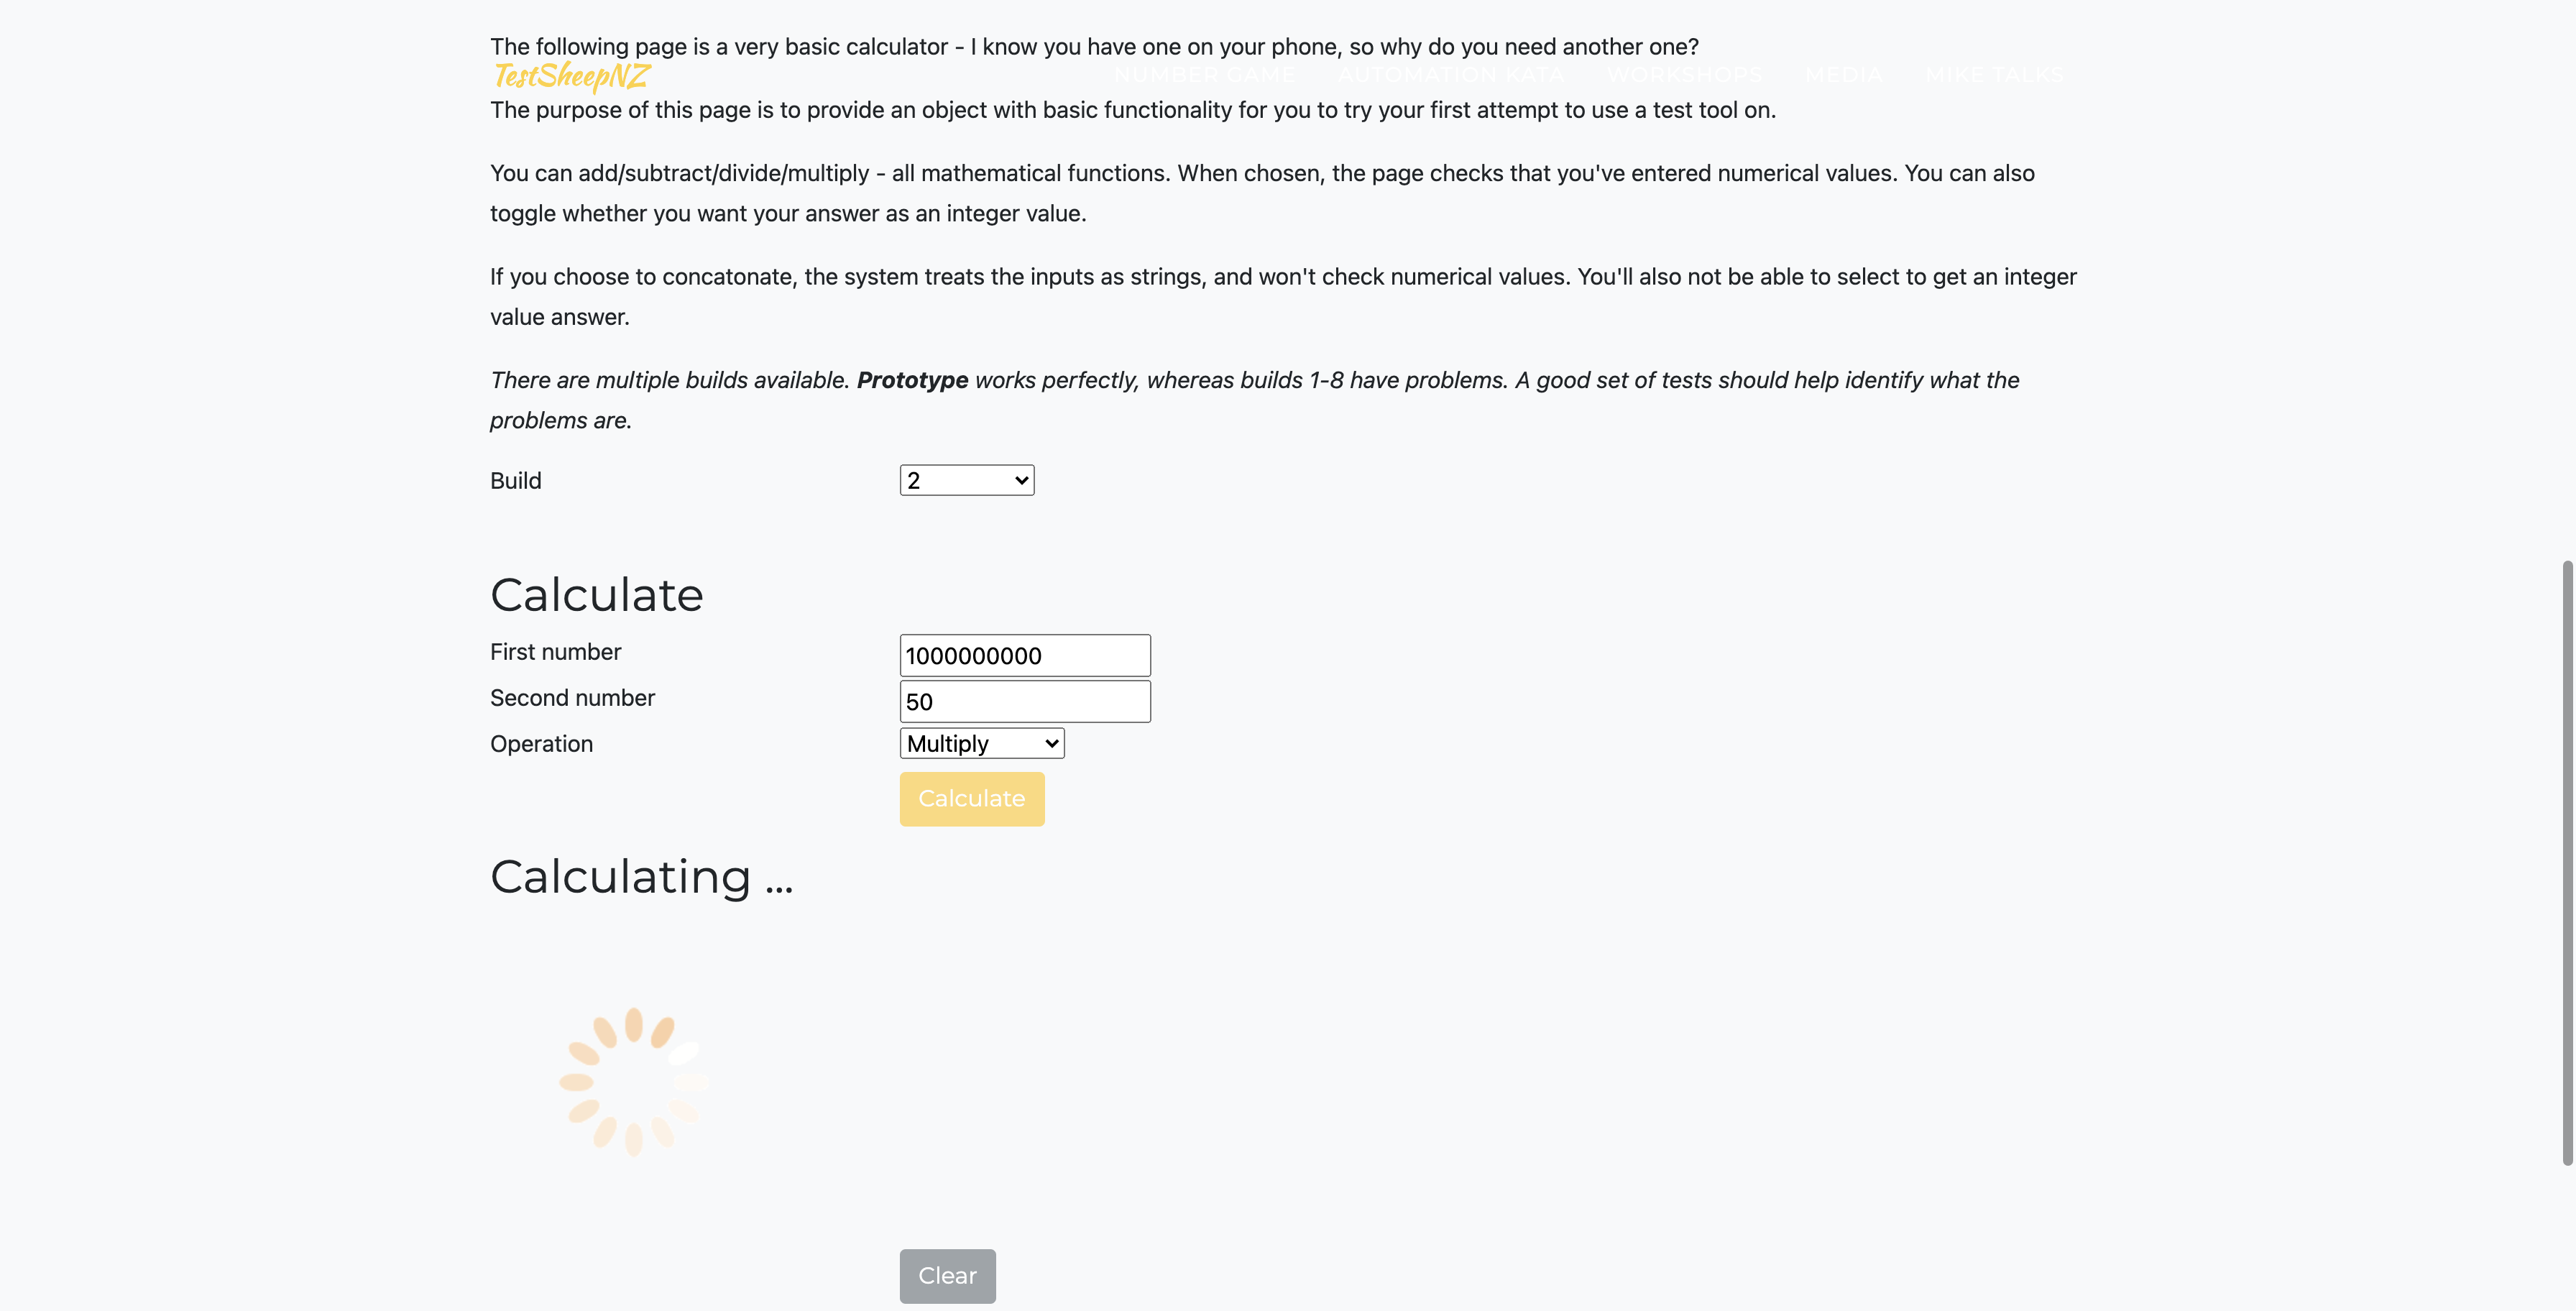 The following page is a very basic calculator - I know you have one on your phone, so why do you need another one?
TestSheepNZ NUMBER GAME AUTOMATION KATA WORKSHOPS MEDIA MIKE TALKS
The purpose of this page is to provide an object with basic functionality for you to try your first attempt to use a test tool on.
You can add/subtract/divide/multiply - all mathematical functions. When chosen, the page checks that you've entered numerical values. You can also
toggle whether you want your answer as an integer value.
If you choose to concatonate, the system treats the inputs as strings, and won't check numerical values. You'll also not be able to select to get an integer
value answer.
There are multiple builds available. Prototype works perfectly, whereas builds 1-8 have problems. A good set of tests should help identify what the
problems are.
Build 2
Calculate
First number 1000000000
Second number 50
Operation Multiply
Calculate
Calculating ...
Clear